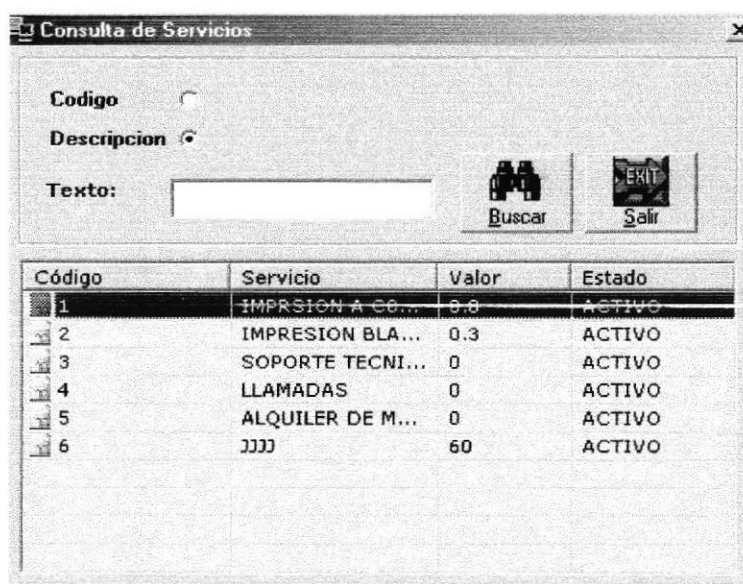 Consulta de Servicios
Codigo
Descripcion
Texto:
Buscar
EXIT
Salir
Código Servicio Valor Estado
1 IMPRSION A CO... 0.8 ACTIVO
2 IMPRESION BLA... 0.3 ACTIVO
3 SOPORTE TECNI... 0 ACTIVO
4 LLAMADAS 0 ACTIVO
5 ALQUILER DE M... 0 ACTIVO
6 JJJJ 60 ACTIVO